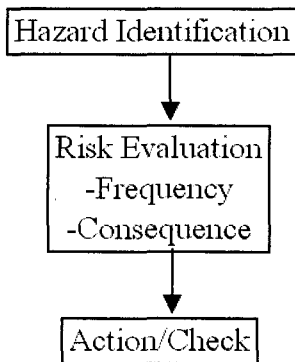 Hazard Identification
Risk Evaluation
-Frequency
-Consequence
Action/Check